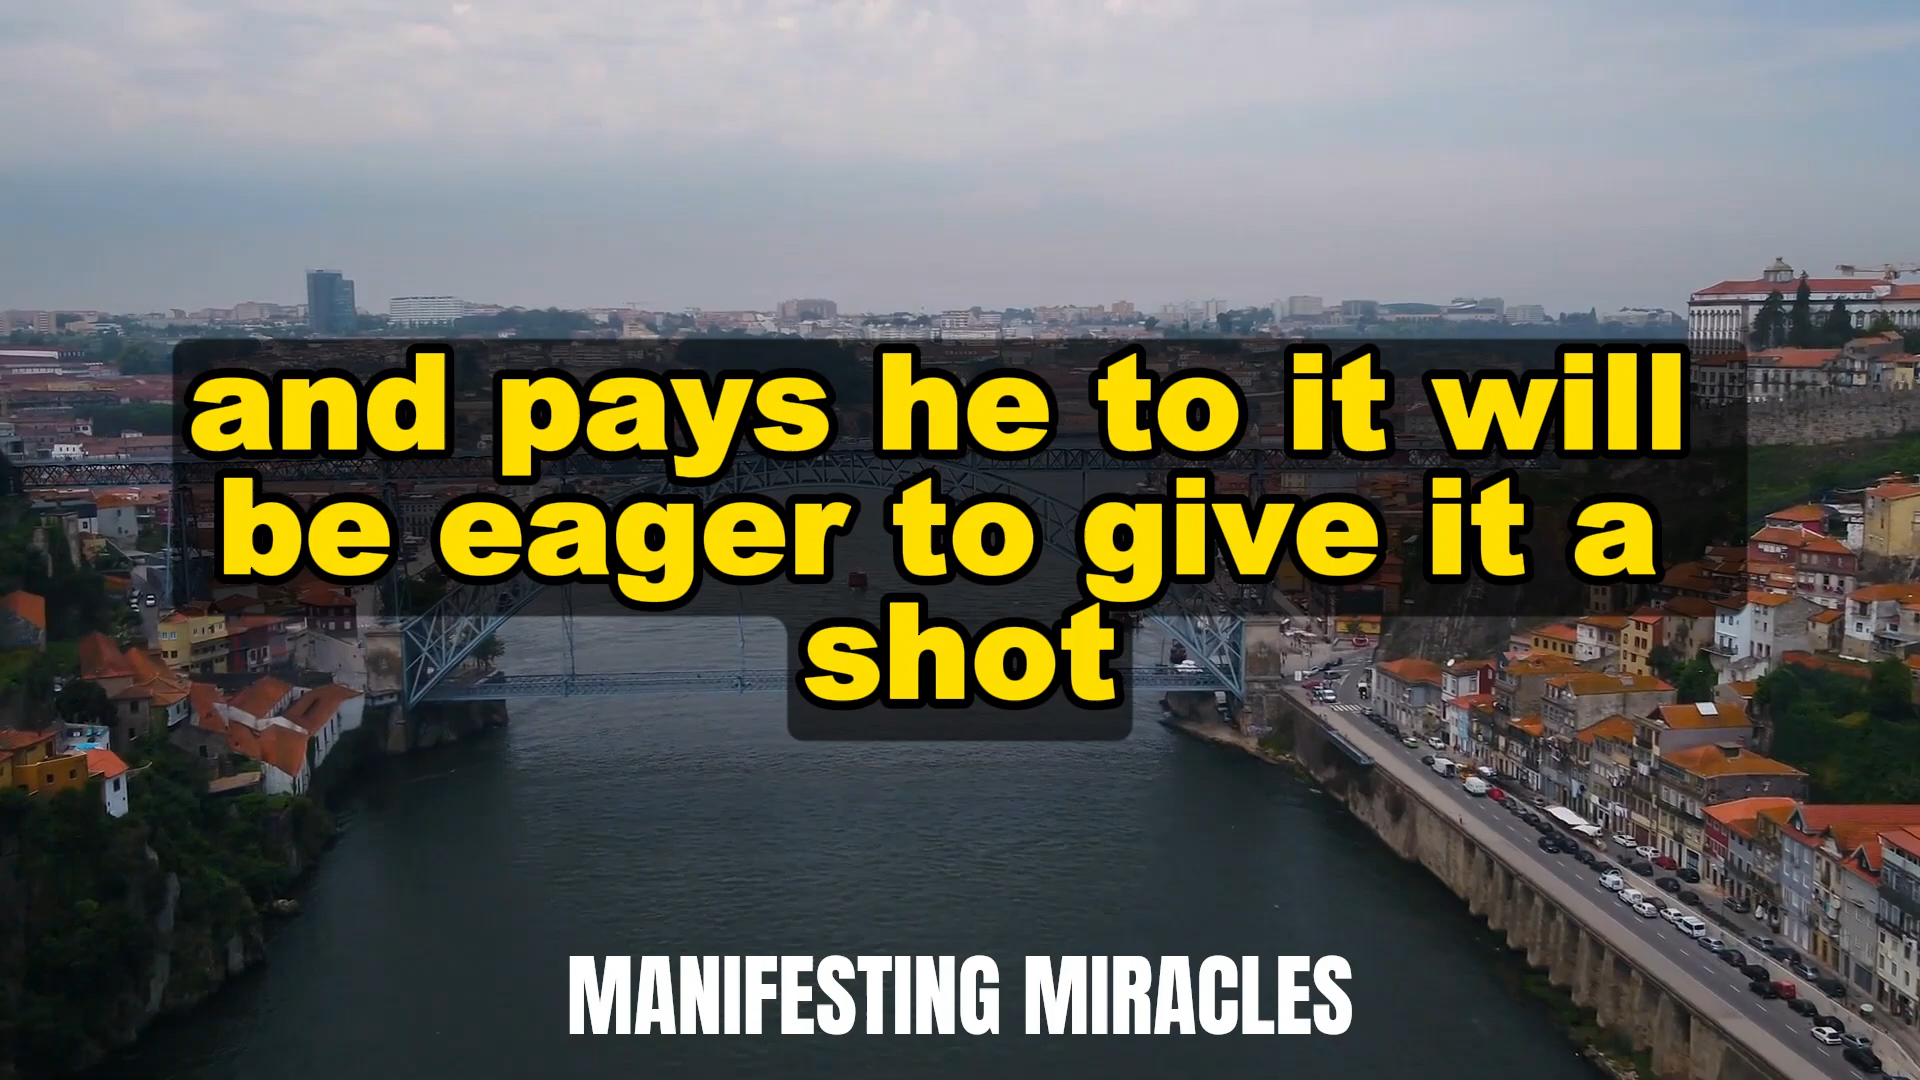 and pays he to it will
be eager to give it a
shot
MANIFESTING MIRACLES